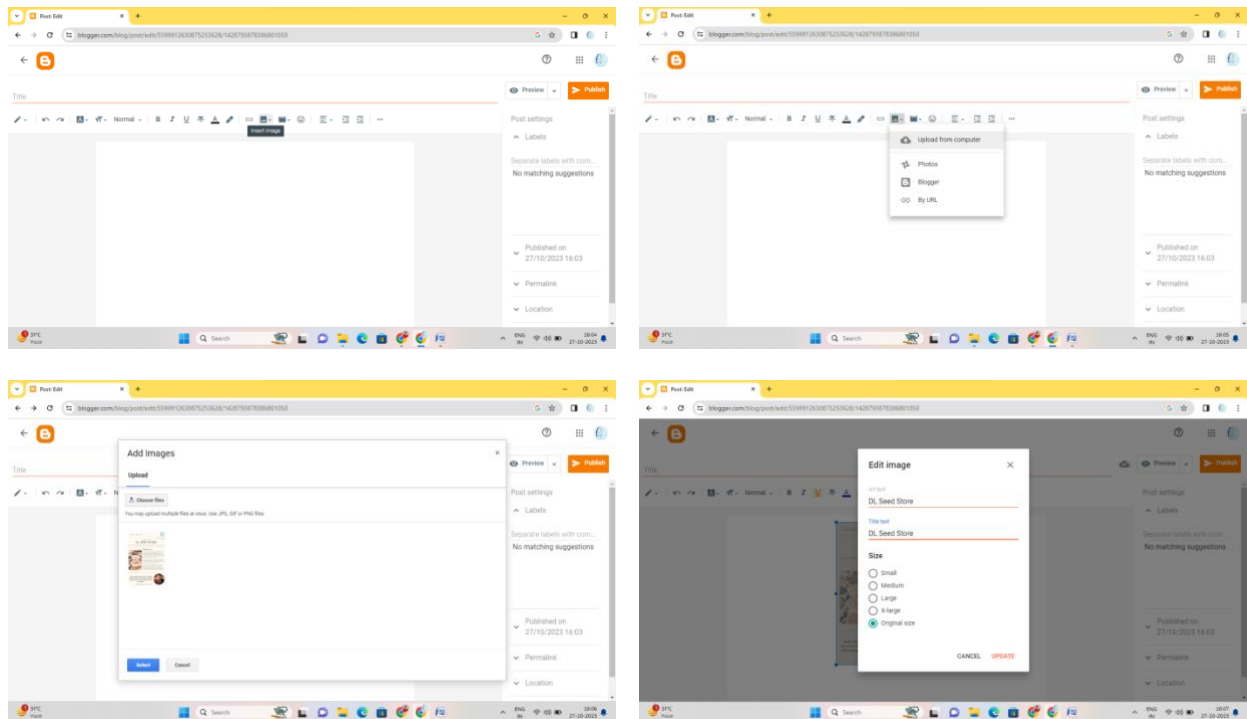 Post: Edit
blogger.com/blog/post/edit/5599912630875253628/1428793878386801050
Title
Preview
Publish
Normal
Insert image
Post settings
Labels
Separate labels with com...
No matching suggestions
Published on
27/10/2023 16:03
Permalink
Location
31°C
Haze
Search
ENG
IN
16:04
27-10-2023
Post: Edit
blogger.com/blog/post/edit/5599912630875253628/1428793878386801050
Title
Preview
Publish
Normal
Upload from computer
Photos
Blogger
By URL
Post settings
Labels
Separate labels with com...
No matching suggestions
Published on
27/10/2023 16:03
Permalink
Location
31°C
Haze
Search
ENG
IN
16:05
27-10-2023
Post: Edit
blogger.com/blog/post/edit/5599912630875253628/1428793878386801050
Title
Preview
Publish
Add Images
Upload
Choose files
You may upload multiple files at once. Use JPG, GIF or PNG files.
Select
Cancel
Post settings
Labels
Separate labels with com...
No matching suggestions
Published on
27/10/2023 16:03
Permalink
Location
31°C
Haze
Search
ENG
IN
16:06
27-10-2023
Post: Edit
blogger.com/blog/post/edit/5599912630875253628/1428793878386801050
Title
Preview
Publish
Normal
Edit image
Alt text
DL Seed Store
Title text
DL Seed Store
Size
Small
Medium
Large
X-large
Original size
CANCEL
UPDATE
Post settings
Labels
Separate labels with com...
No matching suggestions
Published on
27/10/2023 16:03
Permalink
Location
31°C
Haze
Search
ENG
IN
16:07
27-10-2023